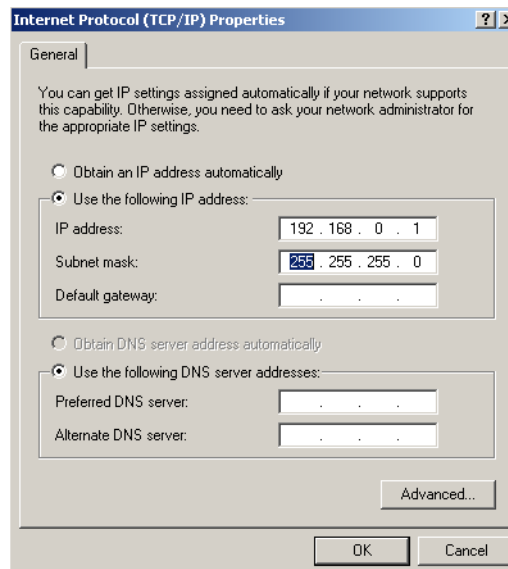 Internet Protocol (TCP/IP) Properties
General
You can get IP settings assigned automatically if your network supports
this capability. Otherwise, you need to ask your network administrator for
the appropriate IP settings.
Obtain an IP address automatically
Use the following IP address:
IP address: 192 . 168 . 0 . 1
Subnet mask: 255 . 255 . 255 . 0
Default gateway: . . .
Obtain DNS server address automatically
Use the following DNS server addresses:
Preferred DNS server: . . .
Alternate DNS server: . . .
Advanced...
OK Cancel